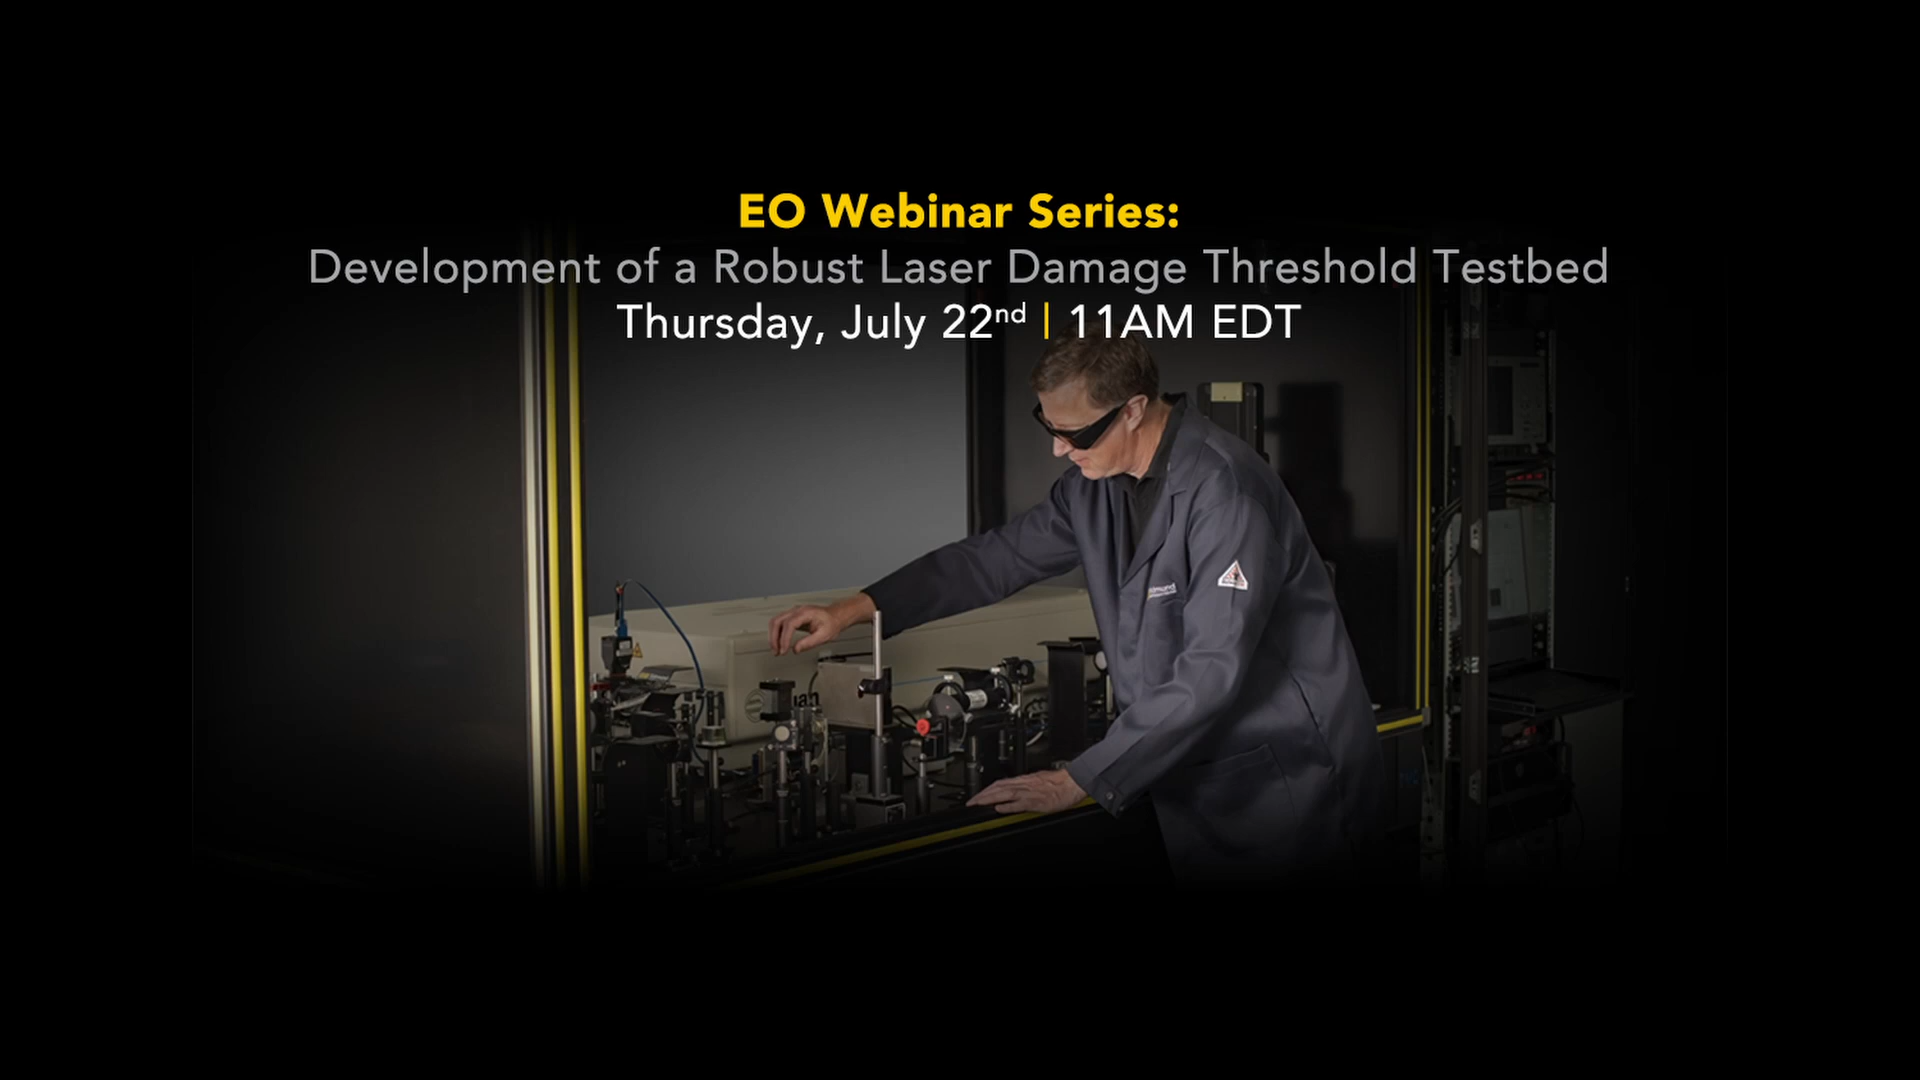 EO Webinar Series:
Development of a Robust Laser Damage Threshold Testbed
Thursday, July 22nd | 11AM EDT